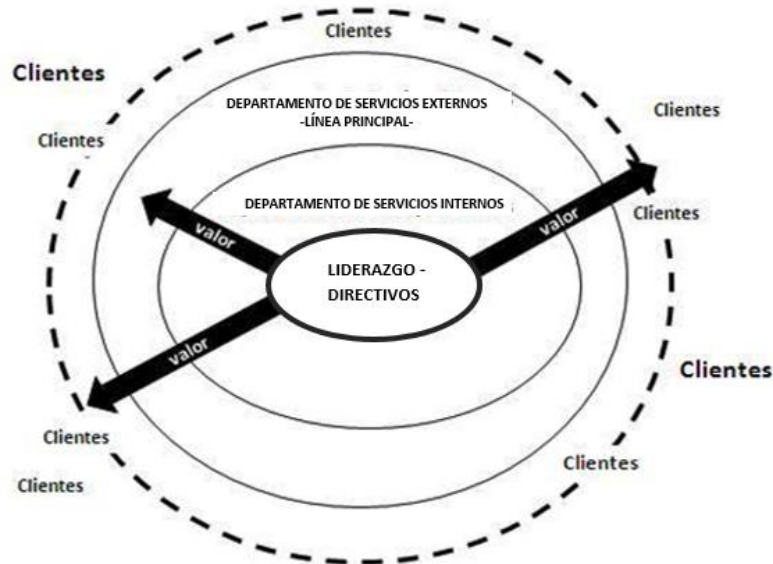 Clientes
Clientes
DEPARTAMENTO DE SERVICIOS EXTERNOS
-LÍNEA PRINCIPAL-
Clientes
Clientes
DEPARTAMENTO DE SERVICIOS INTERNOS
Clientes
valor
valor
LIDERAZGO -
DIRECTIVOS
valor
Clientes
Clientes
Clientes
Clientes